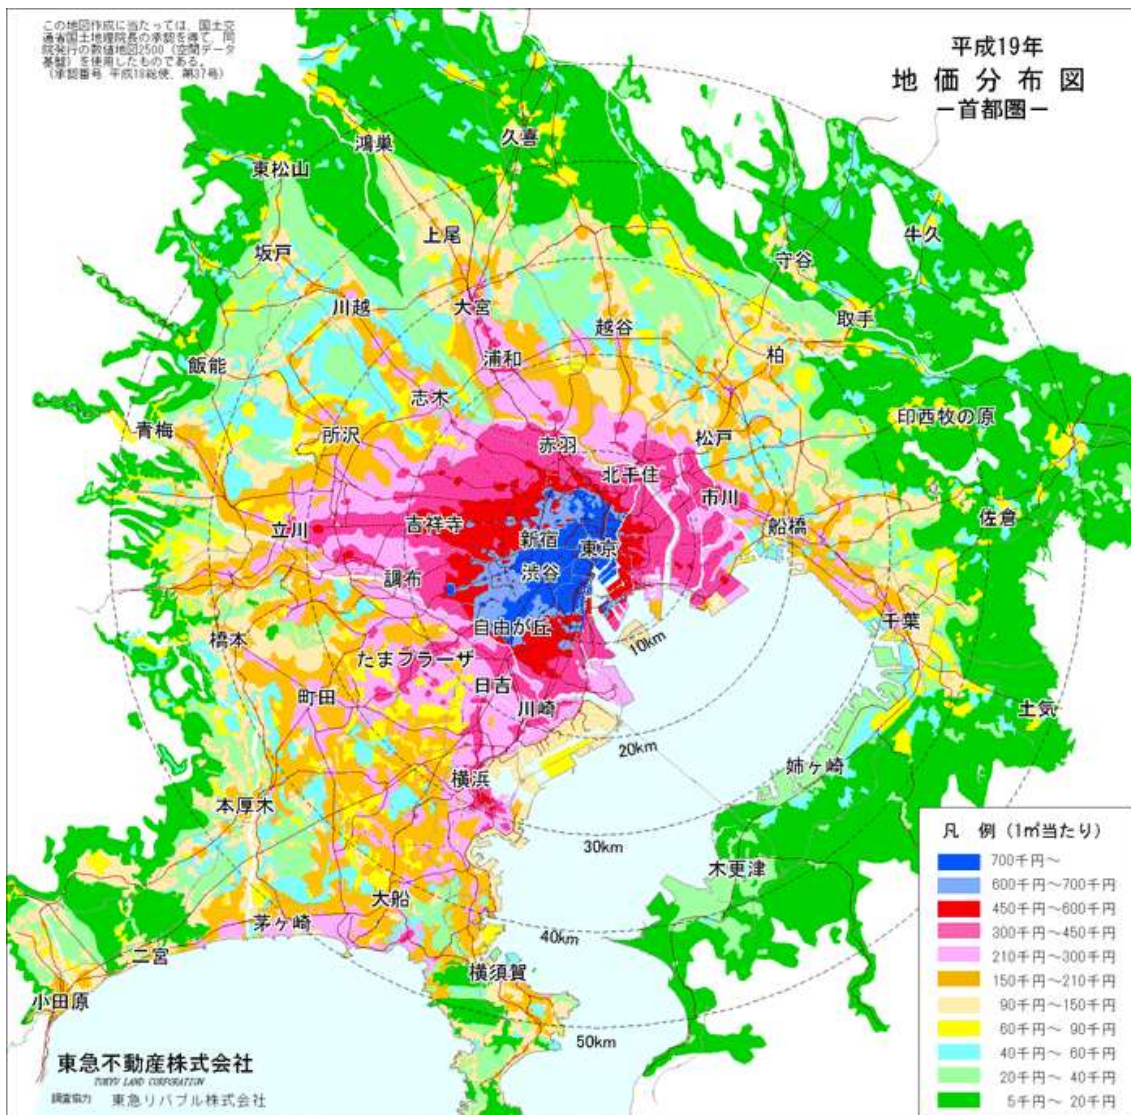 この地図作成に当たっては、国土交
通省国土地理院長の承認を得て、同
院発行の数値地図2500（空間データ
基盤）を使用したものである。
（承認番号 平成18総使、第37号）
平成19年
地価分布図
－首都圏－
久喜
鴻巣
東松山
上尾
牛久
坂戸
守谷
川越
大宮
越谷
取手
柏
浦和
飯能
志木
印西牧の原
青梅
所沢
赤羽
松戸
北千住
市川
佐倉
立川
吉祥寺
新宿
東京
船橋
調布
渋谷
自由が丘
千葉
橋本
10km
たまプラーザ
日吉
町田
川崎
土気
20km
横浜
姉ヶ崎
本厚木
30km
木更津
大船
茅ヶ崎
40km
二宮
横須賀
小田原
50km
凡 例（1㎡当たり）
700千円～
600千円～700千円
450千円～600千円
300千円～450千円
210千円～300千円
150千円～210千円
90千円～150千円
60千円～ 90千円
40千円～ 60千円
20千円～ 40千円
5千円～ 20千円
東急不動産株式会社
TOKYU LAND CORPORATION
調査協力 東急リバブル株式会社